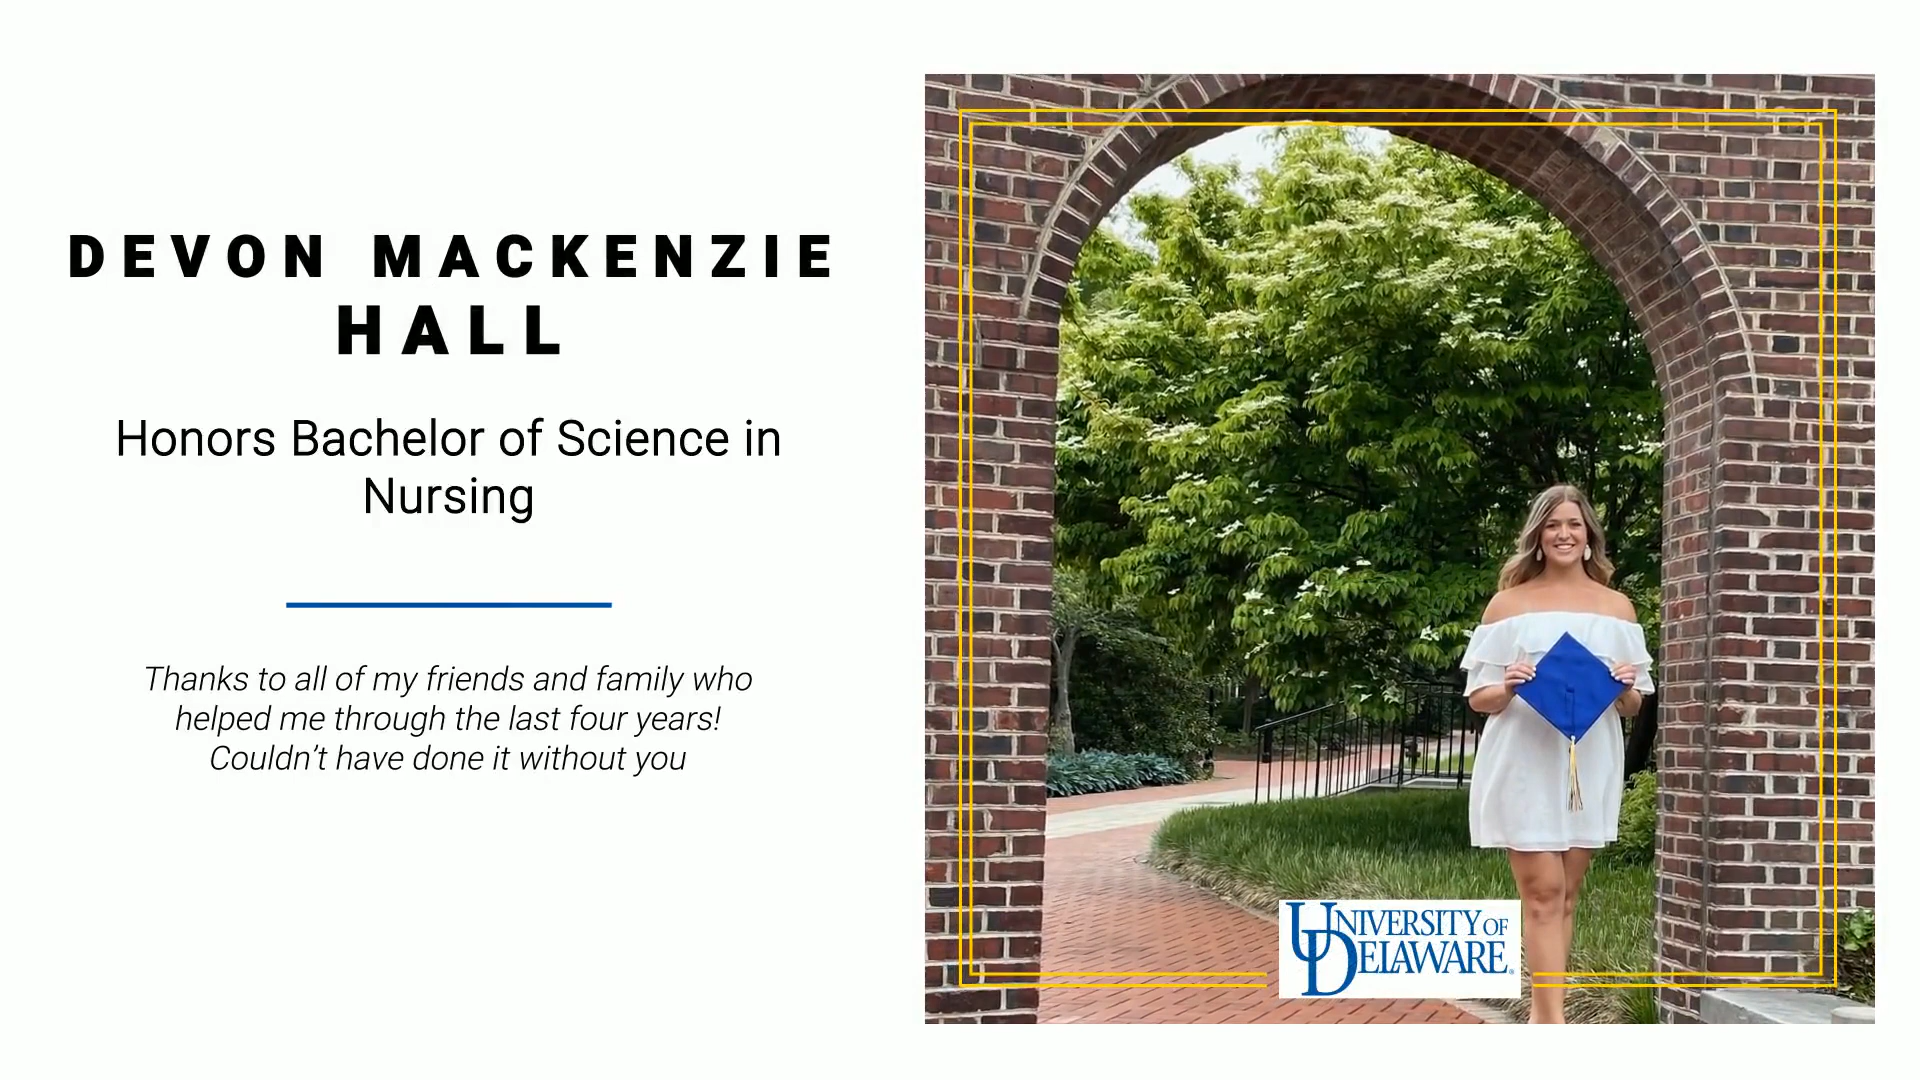 DEVON MACKENZIE
HALL
Honors Bachelor of Science in
Nursing
Thanks to all of my friends and family who
helped me through the last four years!
Couldn’t have done it without you
UNIVERSITY OF
DELAWARE